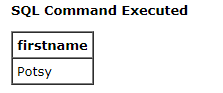 SQL Command Executed
firstname
Potsy